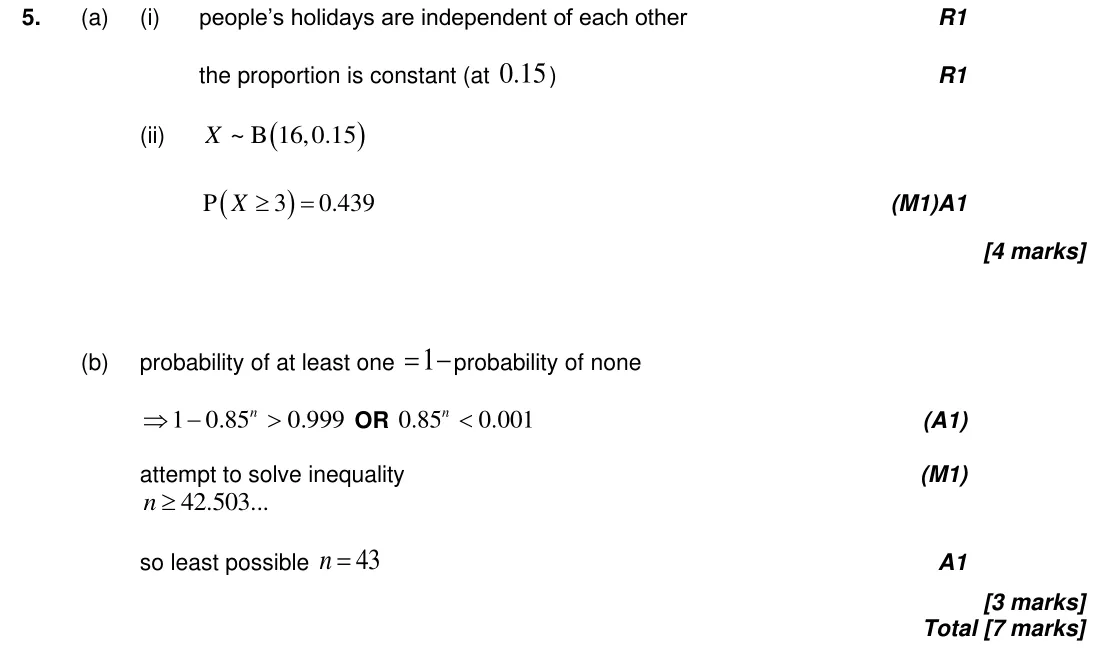 5. (a) (i) people's holidays are independent of each other R1
the proportion is constant (at 0.15) R1
(ii) X ~ B(16,0.15)
P(X ≥ 3) = 0.439 (M1)A1
[4 marks]
(b) probability of at least one =1− probability of none
⇒ 1 − 0.85ⁿ > 0.999 OR 0.85ⁿ < 0.001 (A1)
attempt to solve inequality (M1)
n ≥ 42.503...
so least possible n = 43 A1
[3 marks]
Total [7 marks]